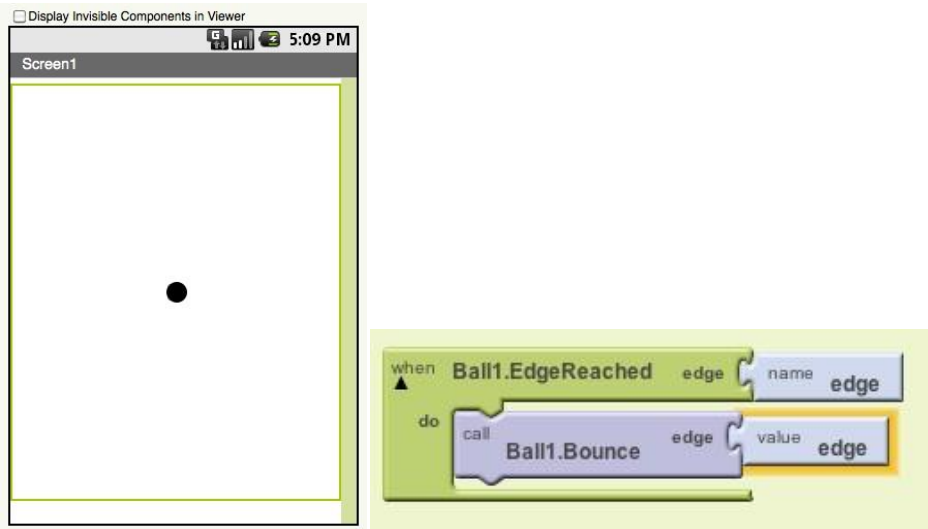 Display Invisible Components in Viewer
5:09 PM
Screen1
when Ball1.EdgeReached edge name edge
do
call Ball1.Bounce edge value edge